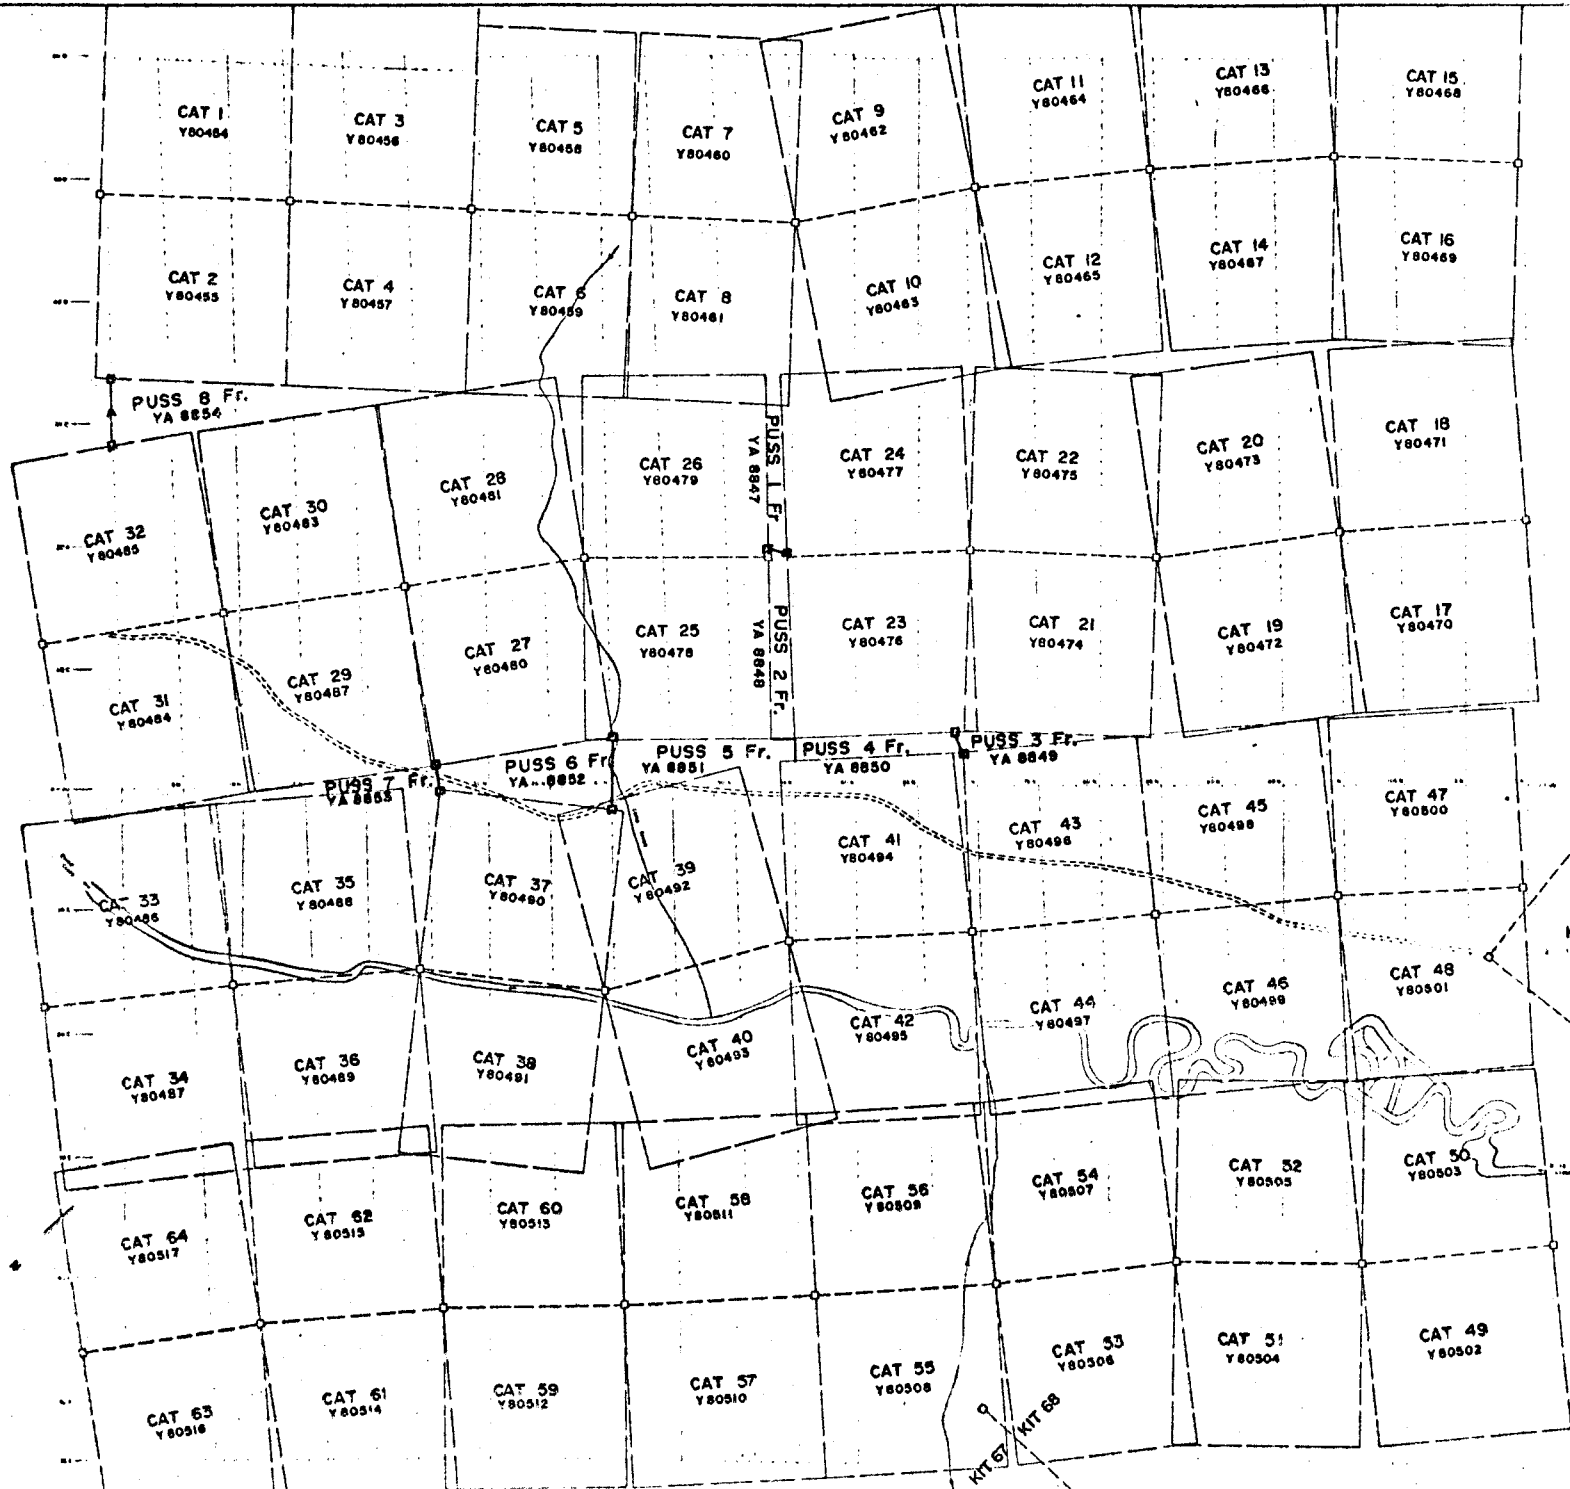 CAT 1
Y80454
CAT 3
Y80456
CAT 5
Y80458
CAT 7
Y80460
CAT 9
Y80462
CAT 11
Y80464
CAT 13
Y80466
CAT 15
Y80468
CAT 2
Y80455
CAT 4
Y80457
CAT 6
Y80459
CAT 8
Y80461
CAT 10
Y80463
CAT 12
Y80465
CAT 14
Y80467
CAT 16
Y80469
PUSS 8 Fr.
YA 8854
CAT 32
Y80485
CAT 30
Y80483
CAT 28
Y80481
CAT 26
Y80479
PUSS 1 Fr
YA 8847
CAT 24
Y80477
CAT 22
Y80475
CAT 20
Y80473
CAT 18
Y80471
CAT 31
Y80484
CAT 29
Y80487
CAT 27
Y80480
CAT 25
Y80478
PUSS 2 Fr.
YA 8848
CAT 23
Y80476
CAT 21
Y80474
CAT 19
Y80472
CAT 17
Y80470
PUSS 7 Fr.
YA 8853
PUSS 6 Fr
YA 8852
PUSS 5 Fr.
YA 8851
PUSS 4 Fr.
YA 8850
PUSS 3 Fr.
YA 8849
CAT 33
Y80486
CAT 35
Y80488
CAT 37
Y80490
CAT 39
Y80492
CAT 41
Y80494
CAT 43
Y80496
CAT 45
Y80498
CAT 47
Y80500
CAT 34
Y80487
CAT 36
Y80489
CAT 38
Y80491
CAT 40
Y80493
CAT 42
Y80495
CAT 44
Y80497
CAT 46
Y80499
CAT 48
Y80501
CAT 64
Y80517
CAT 62
Y80515
CAT 60
Y80513
CAT 58
Y80511
CAT 56
Y80509
CAT 54
Y80507
CAT 52
Y80505
CAT 50
Y80503
CAT 63
Y80516
CAT 61
Y80514
CAT 59
Y80512
CAT 57
Y80510
CAT 55
Y80508
CAT 53
Y80506
CAT 51
Y80504
CAT 49
Y80502
KIT 67
KIT 68